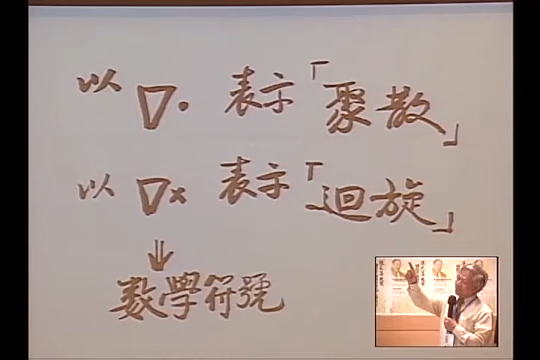 以 ∇· 表示「聚散」
以 ∇× 表示「迴旋」
⇓
數學符號